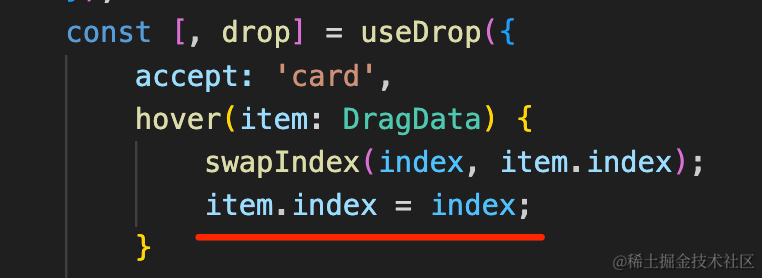 const [, drop] = useDrop({
accept: 'card',
hover(item: DragData) {
swapIndex(index, item.index);
item.index = index;
}
@稀土掘金技术社区